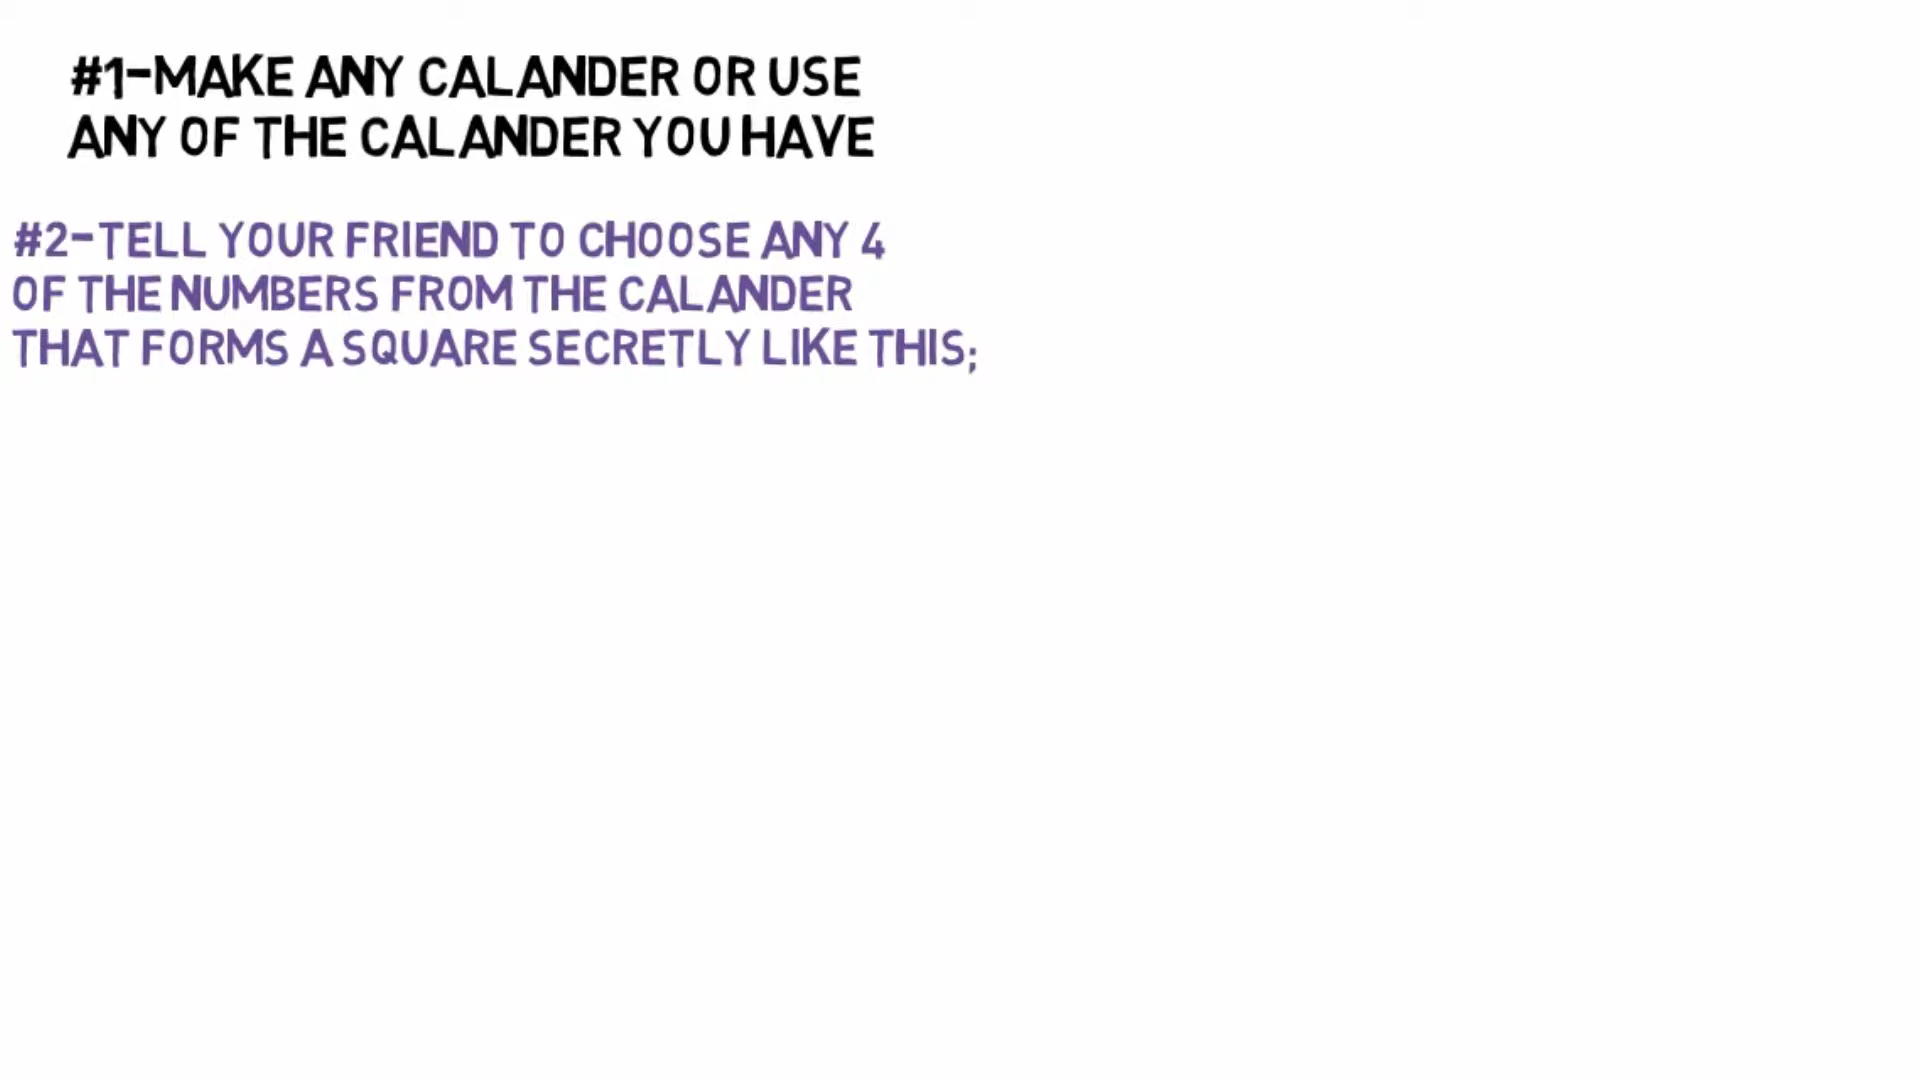 #1-MAKE ANY CALANDER OR USE
ANY OF THE CALANDER YOU HAVE
#2-TELL YOUR FRIEND TO CHOOSE ANY 4
OF THE NUMBERS FROM THE CALANDER
THAT FORMS A SQUARE SECRETLY LIKE THIS;